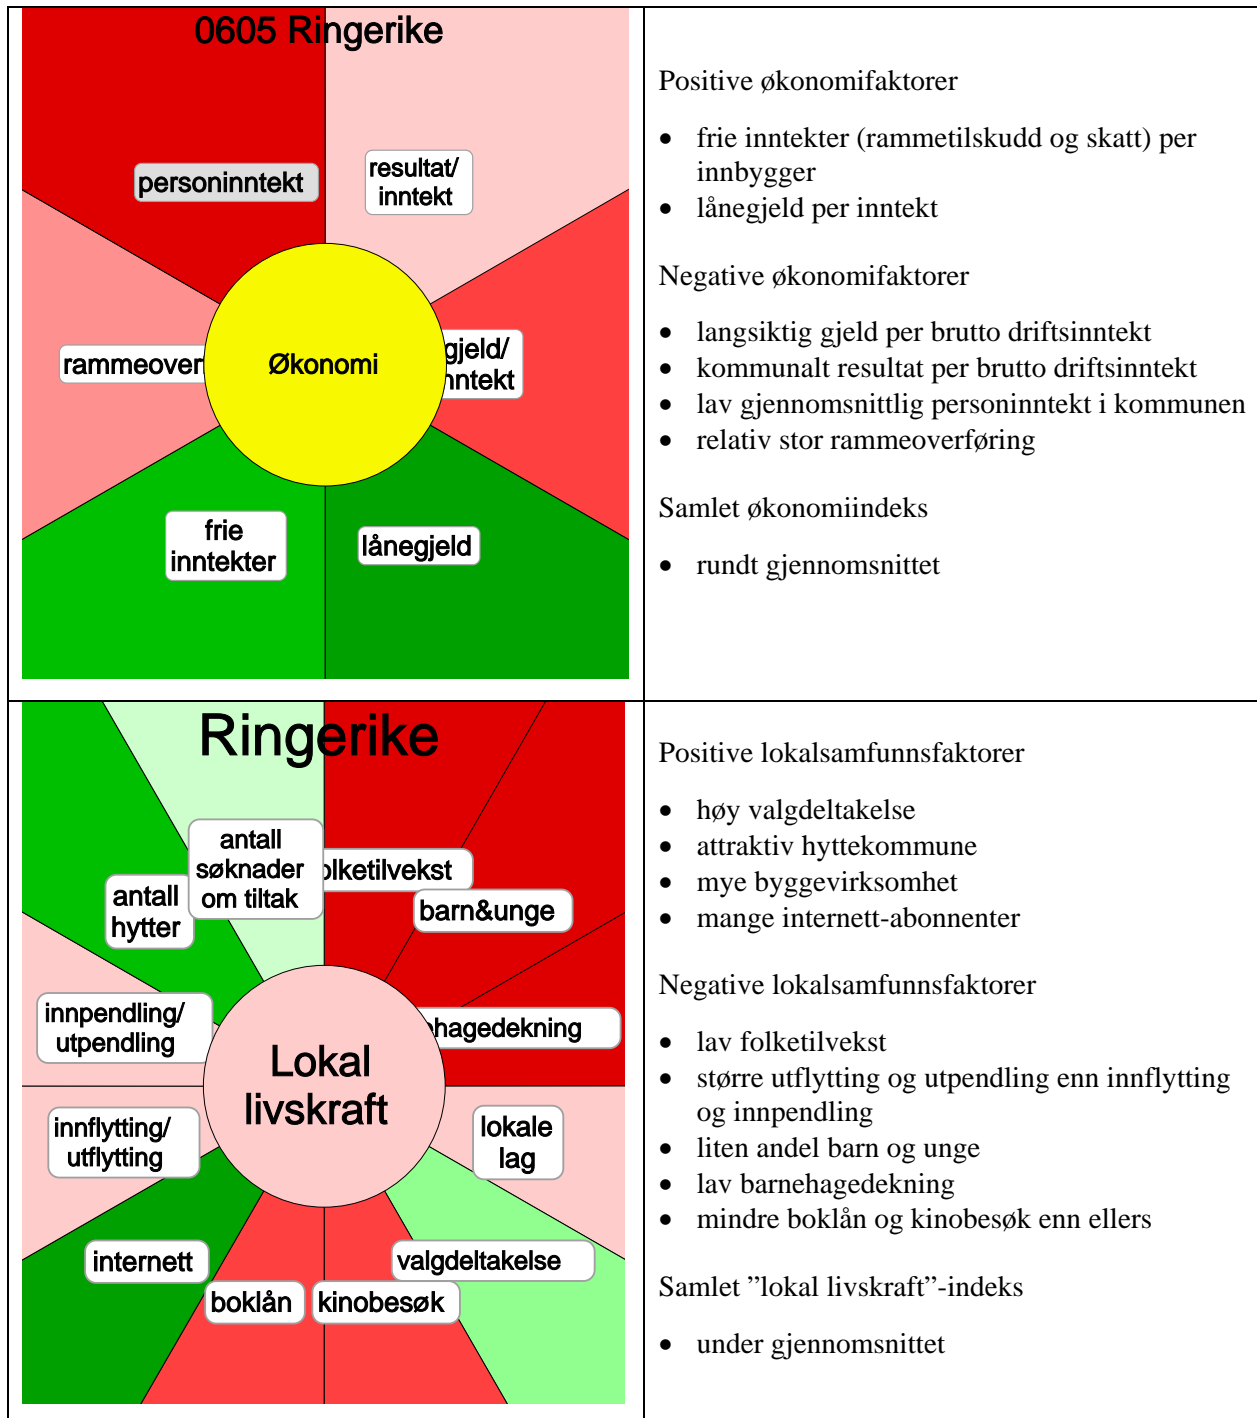 0605 Ringerike
personinntekt
resultat/
inntekt
rammeover
Økonomi
gjeld/
nntekt
frie
inntekter
lånegjeld
Positive økonomifaktorer
• frie inntekter (rammetilskudd og skatt) per
innbygger
• lånegjeld per inntekt
Negative økonomifaktorer
• langsiktig gjeld per brutto driftsinntekt
• kommunalt resultat per brutto driftsinntekt
• lav gjennomsnittlig personinntekt i kommunen
• relativ stor rammeoverføring
Samlet økonomiindeks
• rundt gjennomsnittet
Ringerike
antall
søknader
om tiltak
olketilvekst
antall
hytter
barn&unge
innpendling/
utpendling
ehagedekning
Lokal
livskraft
innflytting/
utflytting
lokale
lag
internett
valgdeltakelse
boklån
kinobesøk
Positive lokalsamfunnsfaktorer
• høy valgdeltakelse
• attraktiv hyttekommune
• mye byggevirksomhet
• mange internett-abonnenter
Negative lokalsamfunnsfaktorer
• lav folketilvekst
• større utflytting og utpendling enn innflytting
og innpendling
• liten andel barn og unge
• lav barnehagedekning
• mindre boklån og kinobesøk enn ellers
Samlet ”lokal livskraft”-indeks
• under gjennomsnittet